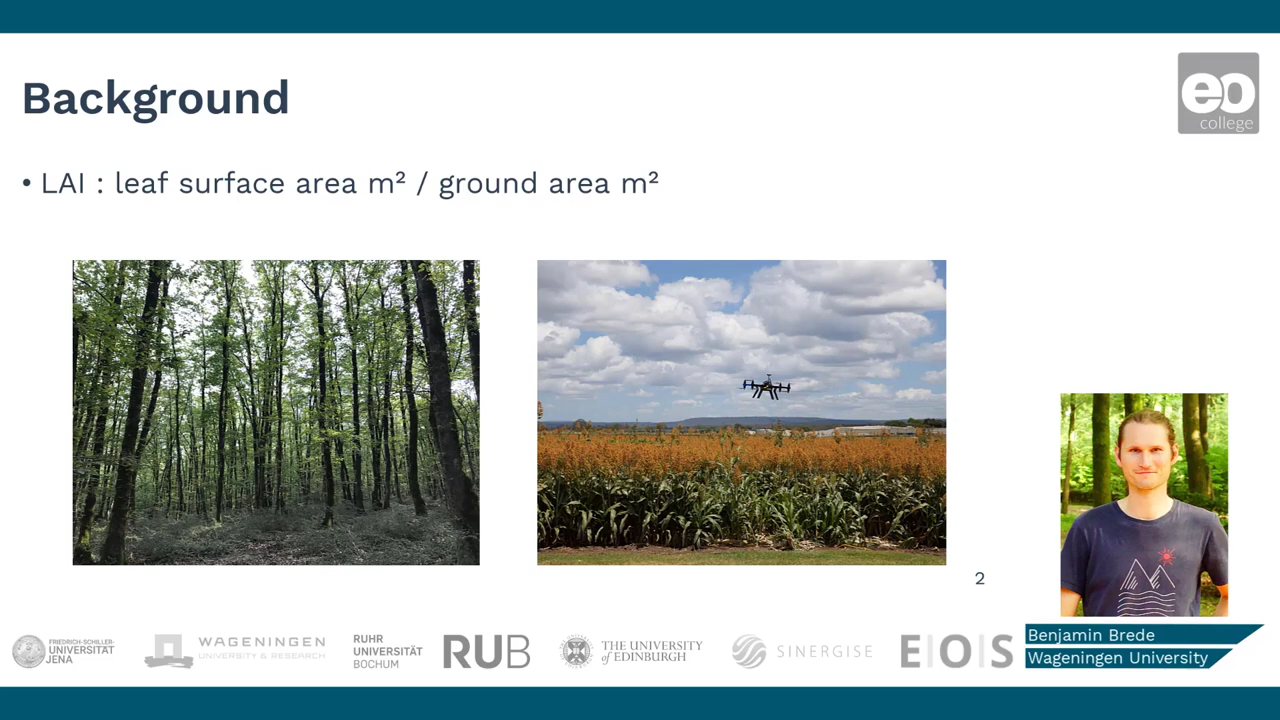 Background
eo
college
• LAI : leaf surface area m² / ground area m²
2
FRIEDRICH-SCHILLER-
UNIVERSITÄT
JENA
WAGENINGEN
UNIVERSITY & RESEARCH
RUHR
UNIVERSITÄT
BOCHUM
RUB
THE UNIVERSITY
of EDINBURGH
SINERGISE
E|O|S
Benjamin Brede
Wageningen University